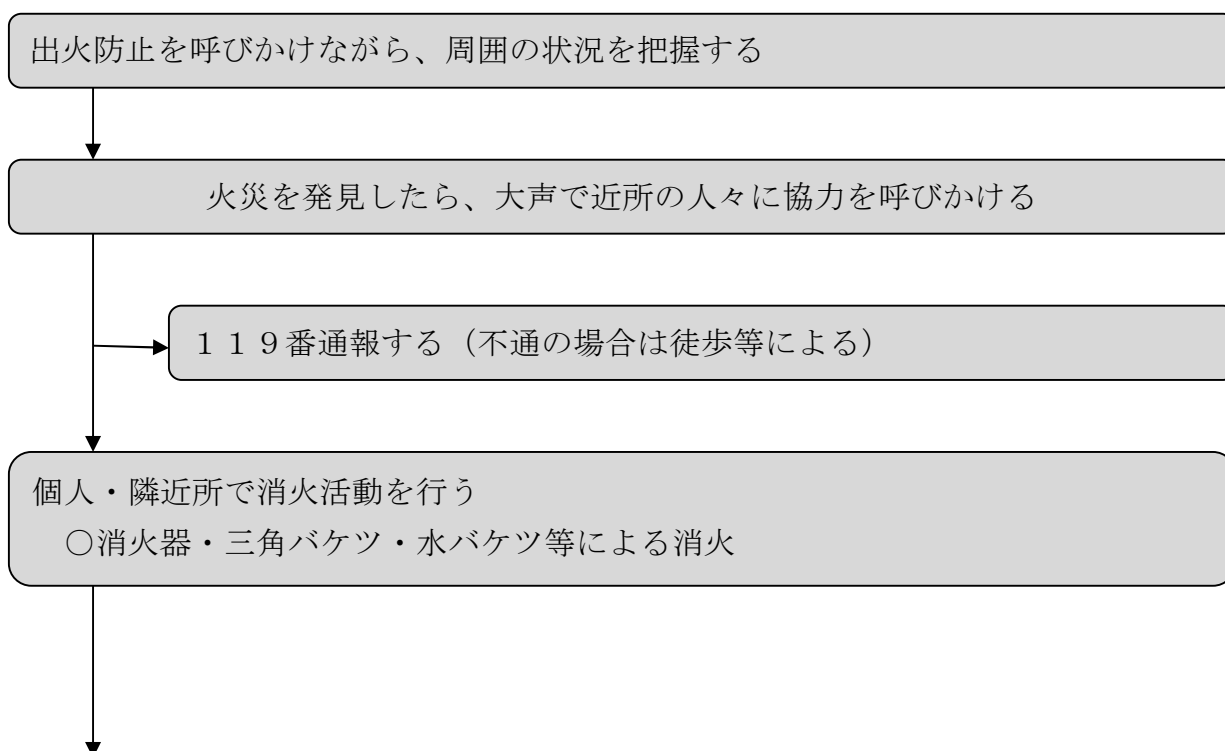 出火防止を呼びかけながら、周囲の状況を把握する
火災を発見したら、大声で近所の人々に協力を呼びかける
１１９番通報する（不通の場合は徒歩等による）
個人・隣近所で消火活動を行う
○消火器・三角バケツ・水バケツ等による消火